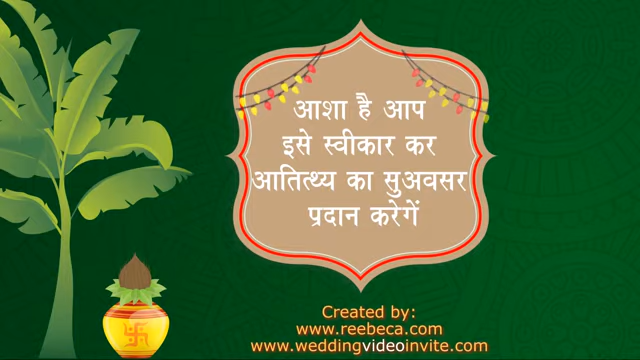 आशा है आप
इसे स्वीकार कर
आतित्थ्य का सुअवसर
प्रदान करेगें
Created by:
www.reebeca.com
www.weddingvideoinvite.com